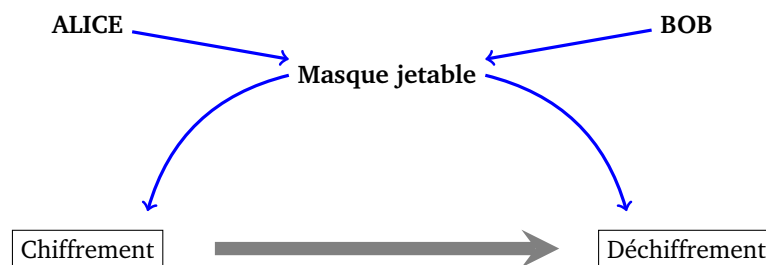 ALICE
BOB
Masque jetable
Chiffrement
Déchiffrement